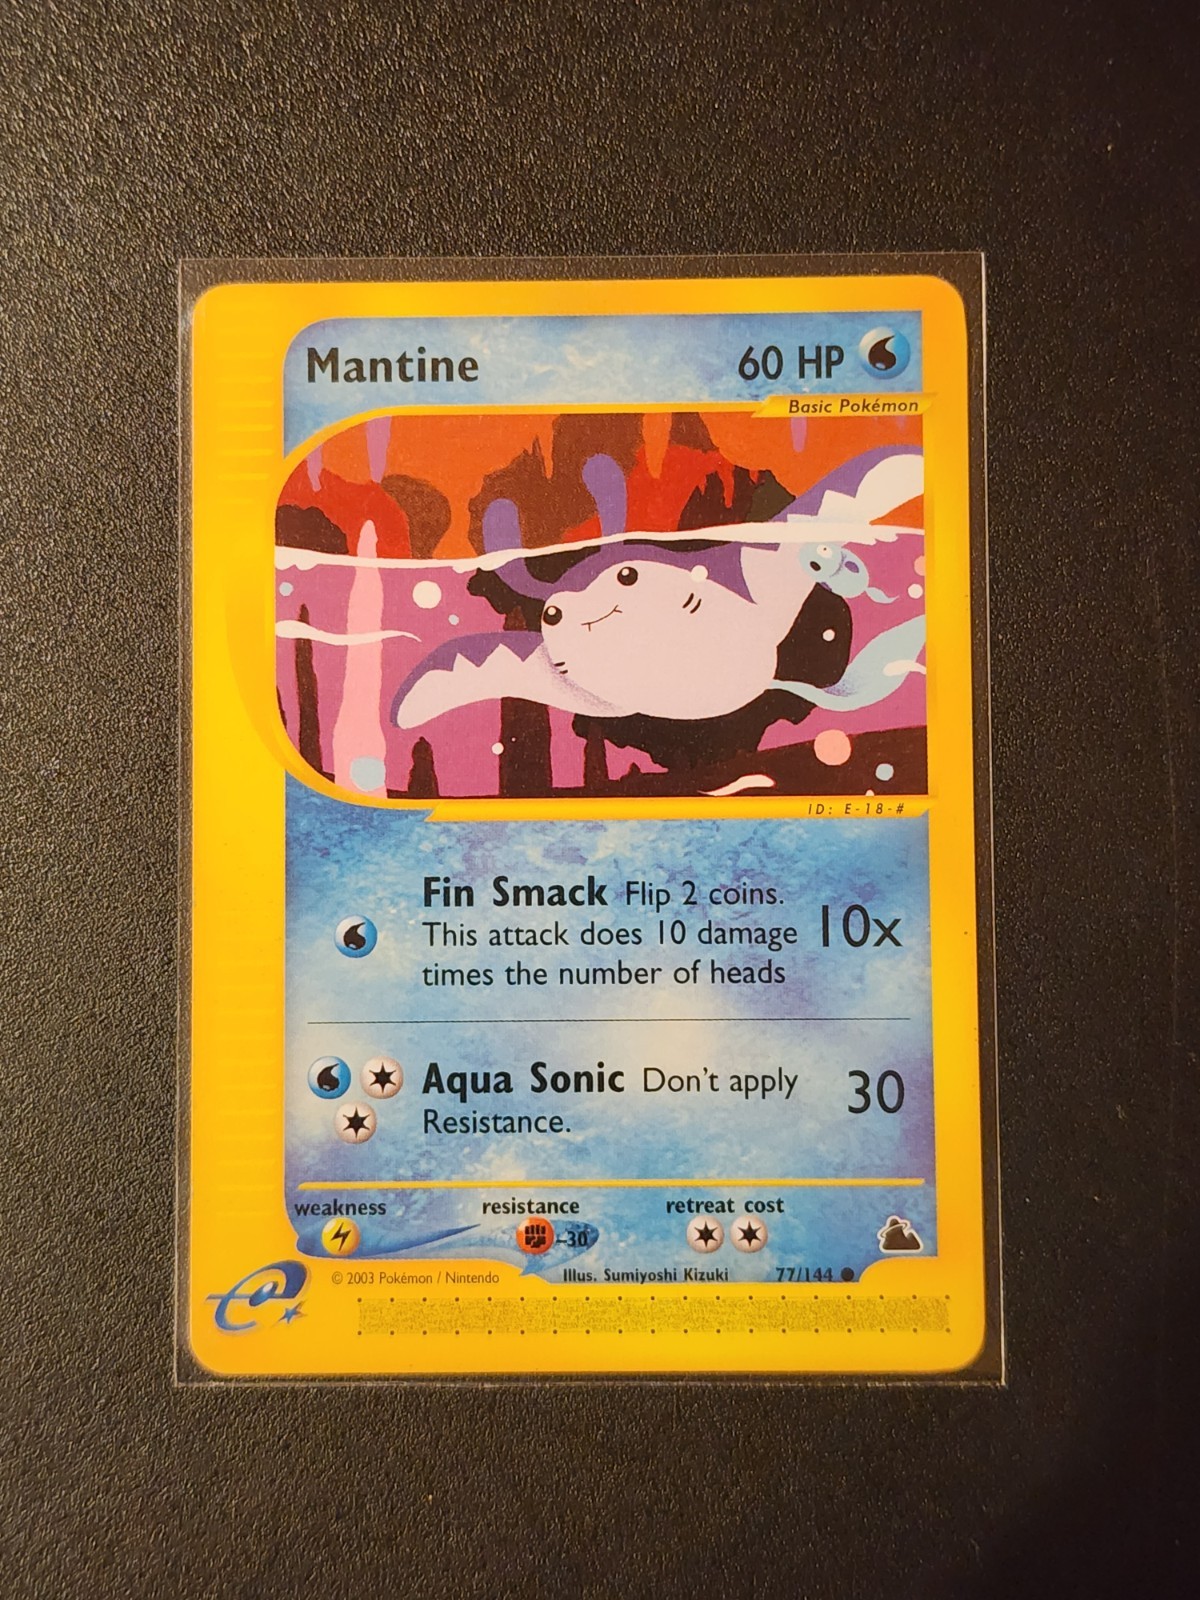 Mantine 60 HP
Basic Pokémon
ID: E-18-#
Fin Smack Flip 2 coins.
This attack does 10 damage 10x
times the number of heads
Aqua Sonic Don't apply 30
Resistance.
weakness resistance retreat cost
-30
© 2003 Pokémon / Nintendo Illus. Sumiyoshi Kizuki 77/144 ●
e